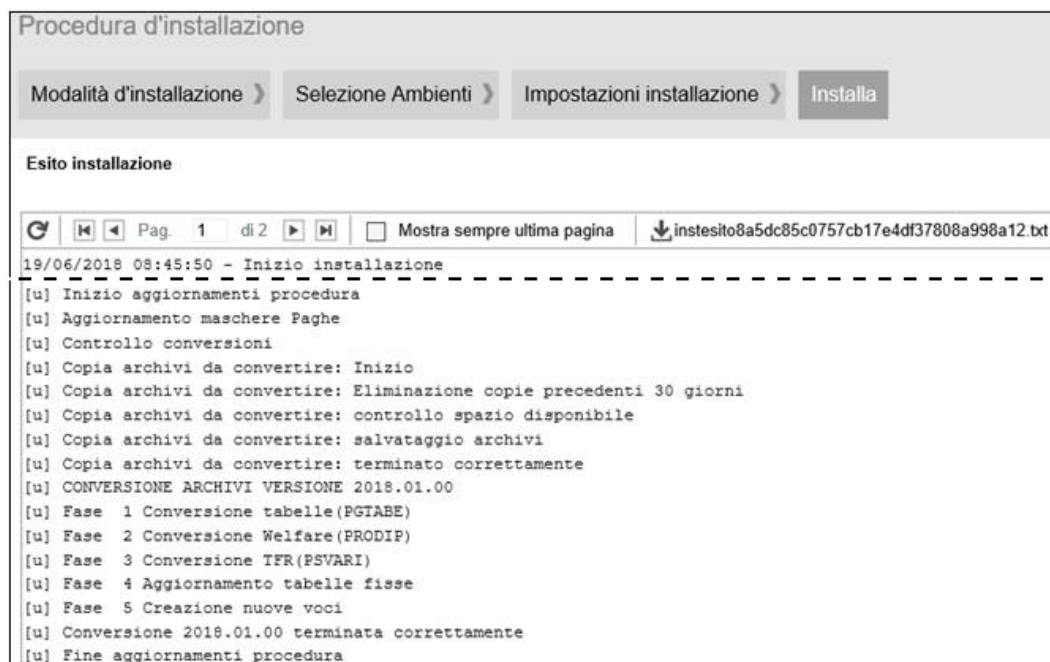 Procedura d'installazione
Modalità d'installazione ❯ Selezione Ambienti ❯ Impostazioni installazione ❯ Installa
Esito installazione
Pag. 1 di 2 Mostra sempre ultima pagina instesito8a5dc85c0757cb17e4df37808a998a12.txt
19/06/2018 08:45:50 - Inizio installazione
[u] Inizio aggiornamenti procedura
[u] Aggiornamento maschere Paghe
[u] Controllo conversioni
[u] Copia archivi da convertire: Inizio
[u] Copia archivi da convertire: Eliminazione copie precedenti 30 giorni
[u] Copia archivi da convertire: controllo spazio disponibile
[u] Copia archivi da convertire: salvataggio archivi
[u] Copia archivi da convertire: terminato correttamente
[u] CONVERSIONE ARCHIVI VERSIONE 2018.01.00
[u] Fase 1 Conversione tabelle(PGTABE)
[u] Fase 2 Conversione Welfare(PRODIP)
[u] Fase 3 Conversione TFR(PSVARI)
[u] Fase 4 Aggiornamento tabelle fisse
[u] Fase 5 Creazione nuove voci
[u] Conversione 2018.01.00 terminata correttamente
[u] Fine aggiornamenti procedura